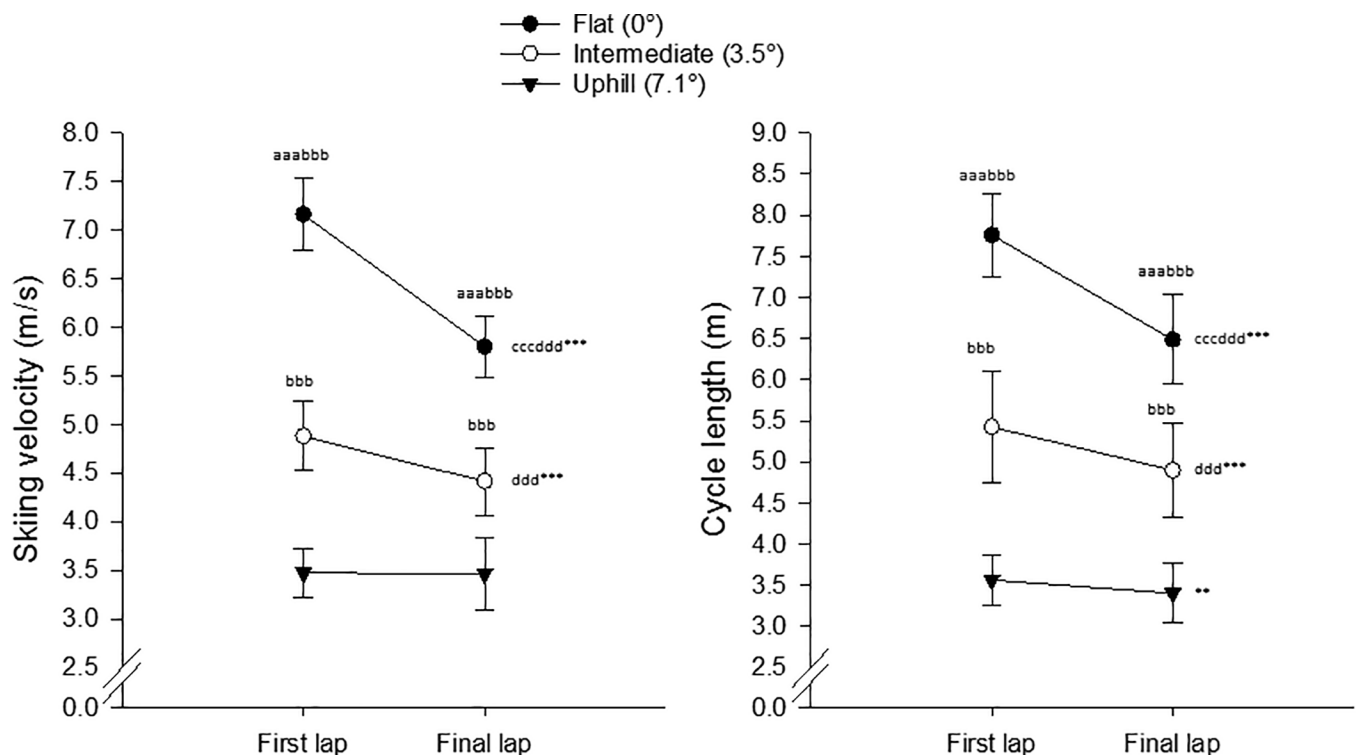 Flat (0°)
Intermediate (3.5°)
Uphill (7.1°)
Skiing velocity (m/s)
8.0
7.5
7.0
6.5
6.0
5.5
5.0
4.5
4.0
3.5
3.0
2.5
0.0
aaabbb
aaabbb
cccddd***
bbb
bbb
ddd***
First lap
Final lap
Cycle length (m)
9.0
8.5
8.0
7.5
7.0
6.5
6.0
5.5
5.0
4.5
4.0
3.5
3.0
2.5
0.0
aaabbb
aaabbb
cccddd***
bbb
bbb
ddd***
**
First lap
Final lap